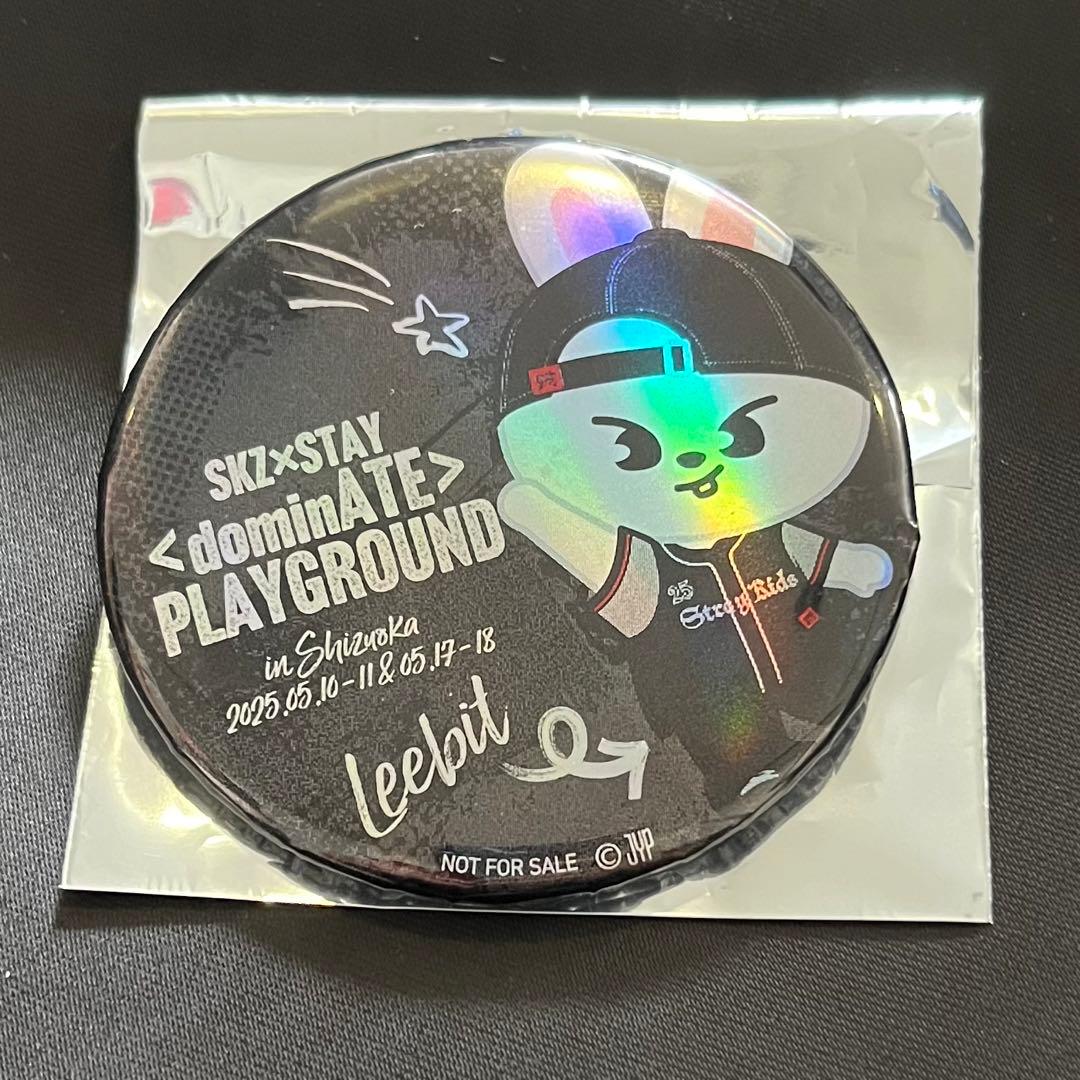 SKZ×STAY
<dominATE>
PLAYGROUND
in Shizuoka
2025.05.10-11 & 05.17-18
Leebit
25
Stray Kids
NOT FOR SALE ©JYP